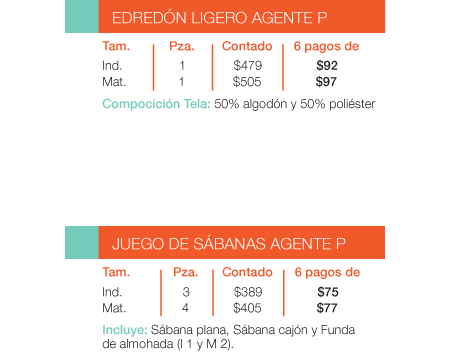 EDREDÓN LIGERO AGENTE P
Tam. Pza. Contado 6 pagos de
Ind. 1 $479 $92
Mat. 1 $505 $97
Compocición Tela: 50% algodón y 50% poliéster
JUEGO DE SÁBANAS AGENTE P
Tam. Pza. Contado 6 pagos de
Ind. 3 $389 $75
Mat. 4 $405 $77
Incluye: Sábana plana, Sábana cajón y Funda
de almohada (I 1 y M 2).